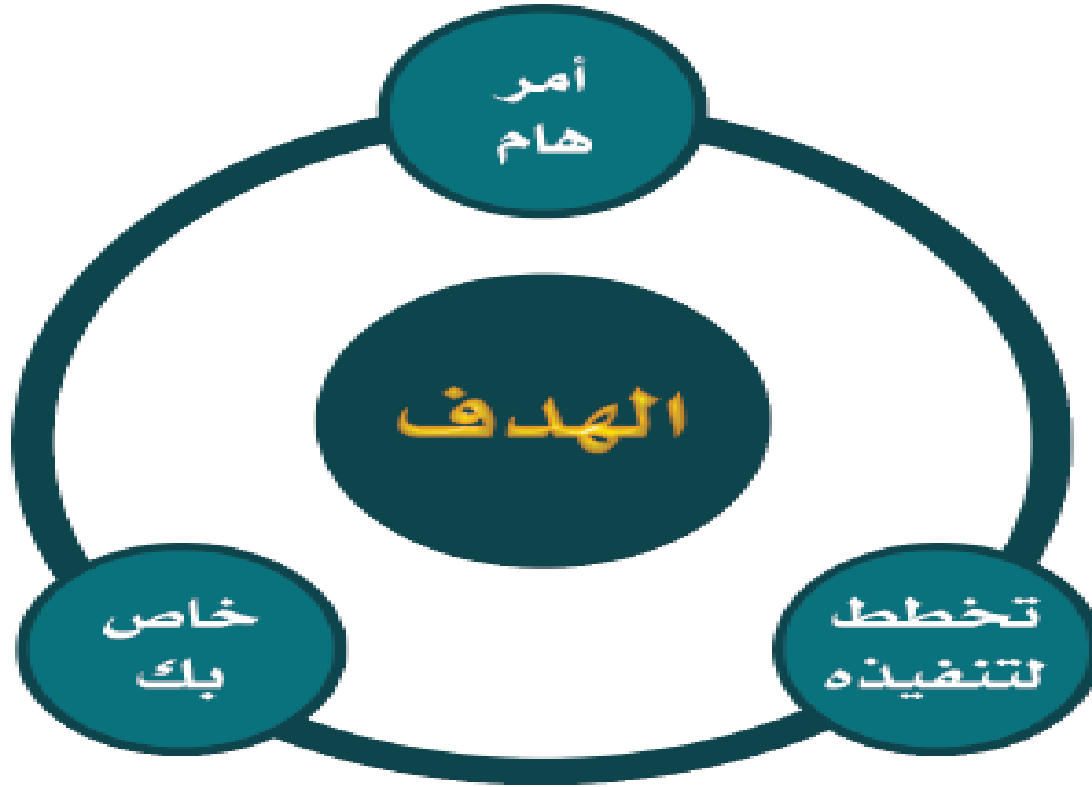 أمر
هام
الهدف
تخطط
لتنفيذه
خاص
بك